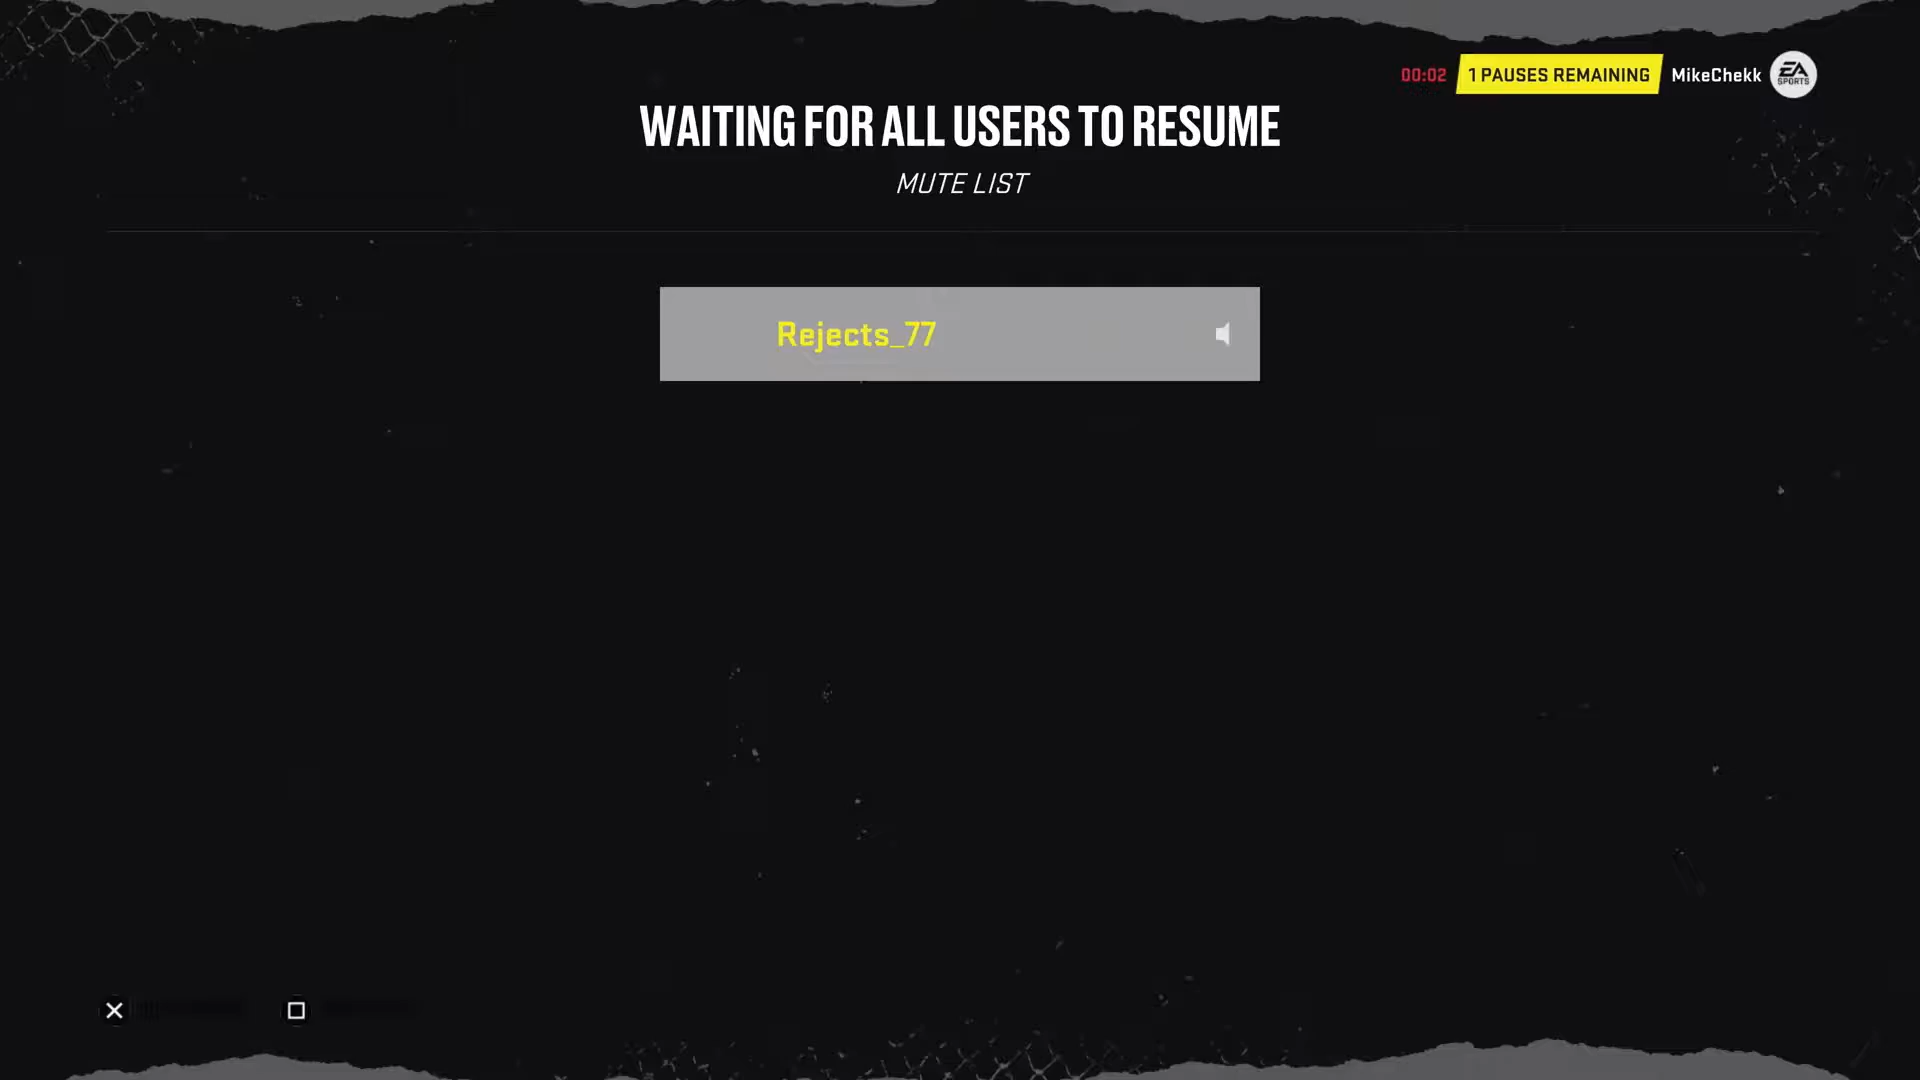 00:02 1 PAUSES REMAINING MikeChekk EA SPORTS
WAITING FOR ALL USERS TO RESUME
MUTE LIST
Rejects_77